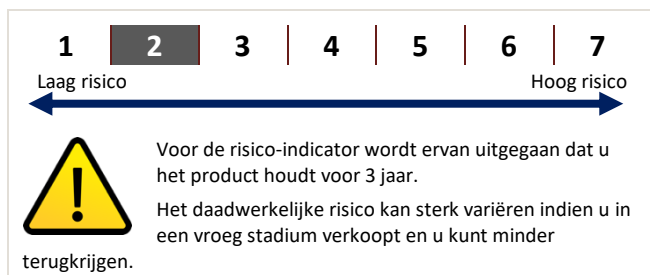 1 2 3 4 5 6 7
Laag risico Hoog risico
Voor de risico-indicator wordt ervan uitgegaan dat u
het product houdt voor 3 jaar.
Het daadwerkelijke risico kan sterk variëren indien u in
een vroeg stadium verkoopt en u kunt minder
terugkrijgen.